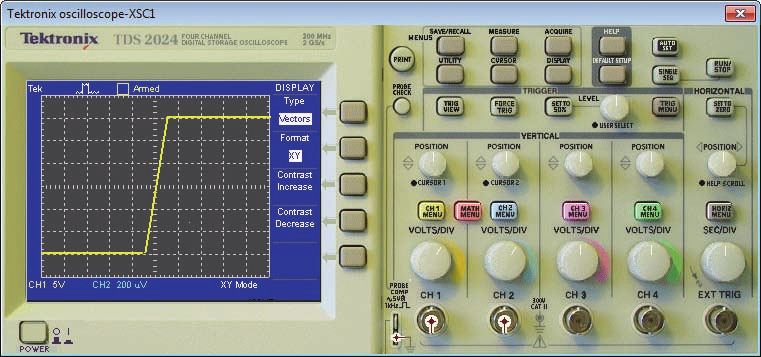 Tektronix oscilloscope-XSC1
Tektronix TDS 2024 FOUR CHANNEL DIGITAL STORAGE OSCILLOSCOPE 200 MHz 2 GS/s
Tek Armed DISPLAY
Type
Vectors
Format
XY
Contrast
Increase
Contrast
Decrease
CH1 5V CH2 200 uV XY Mode
POWER
PRINT
PROBE CHECK
MENUS
SAVE/RECALL MEASURE ACQUIRE HELP AUTO SET
UTILITY CURSOR DISPLAY DEFAULT SETUP SINGLE SEQ RUN/STOP
TRIGGER HORIZONTAL
TRIG VIEW FORCE TRIG SET TO 50% LEVEL TRIG MENU SET TO ZERO
USER SELECT
VERTICAL
POSITION POSITION POSITION POSITION POSITION
CURSOR 1 CURSOR 2 HELP SCROLL
CH 1 MENU MATH MENU CH 2 MENU CH 3 MENU CH 4 MENU HORIZ MENU
VOLTS/DIV VOLTS/DIV VOLTS/DIV VOLTS/DIV SEC/DIV
PROBE COMP
~5V
1kHz
CH 1 CH 2 300V CAT II CH 3 CH 4 EXT TRIG